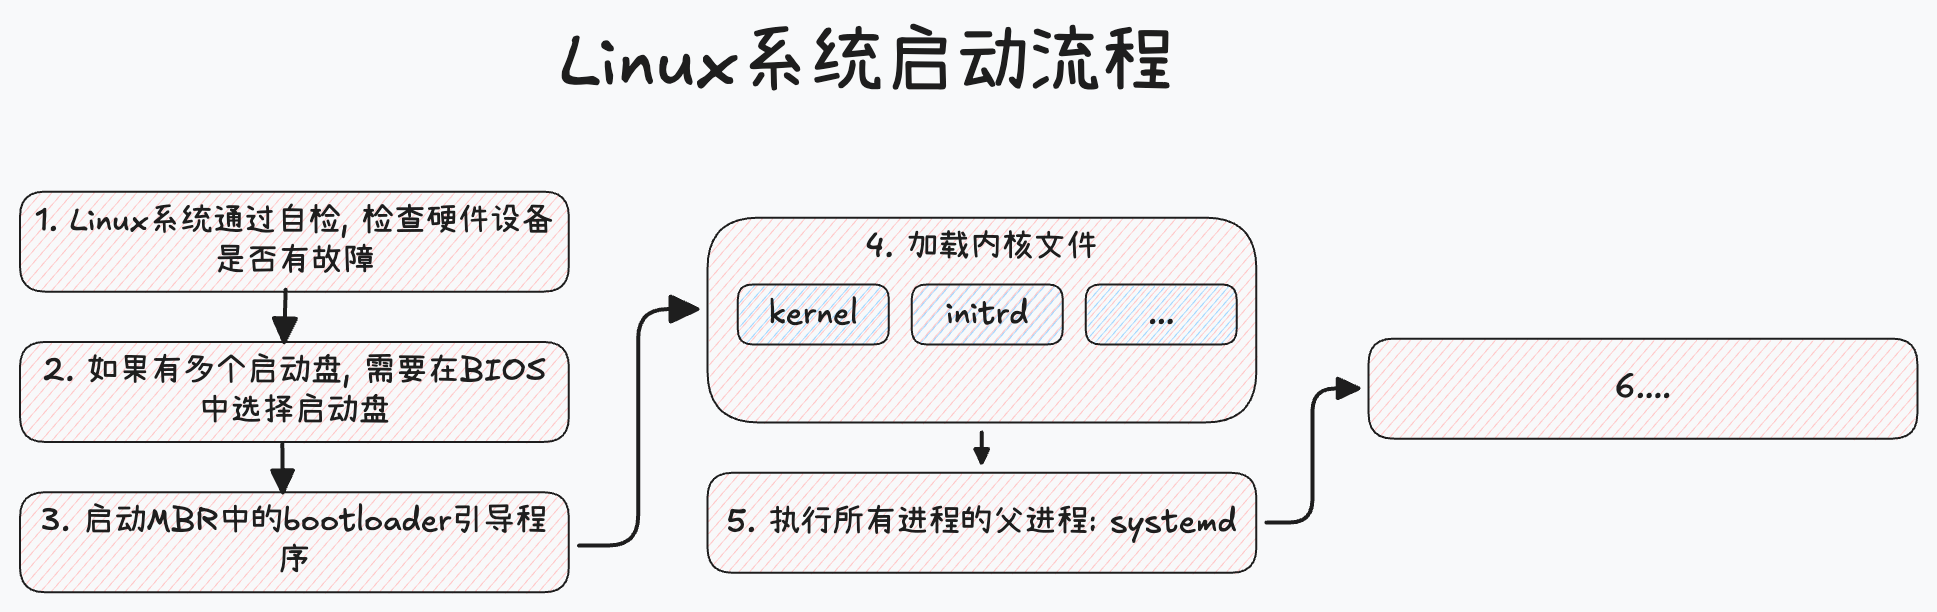 Linux系统启动流程
1. Linux系统通过自检, 检查硬件设备
是否有故障
2. 如果有多个启动盘, 需要在BIOS
中选择启动盘
3. 启动MBR中的bootloader引导程
序
4. 加载内核文件
kernel
initrd
...
5. 执行所有进程的父进程: systemd
6....